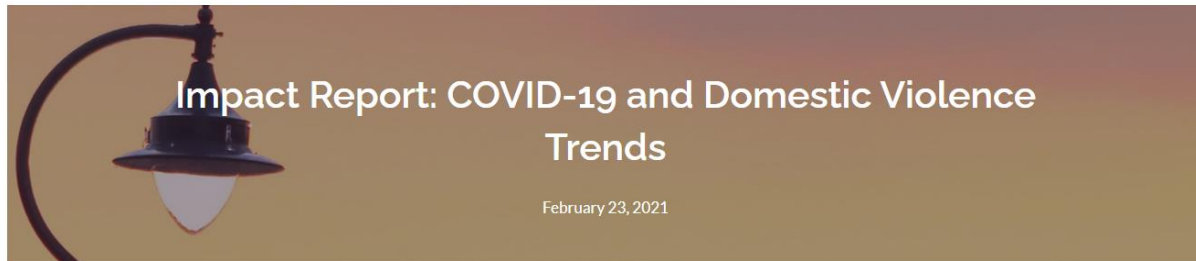 Impact Report: COVID-19 and Domestic Violence
Trends
February 23, 2021